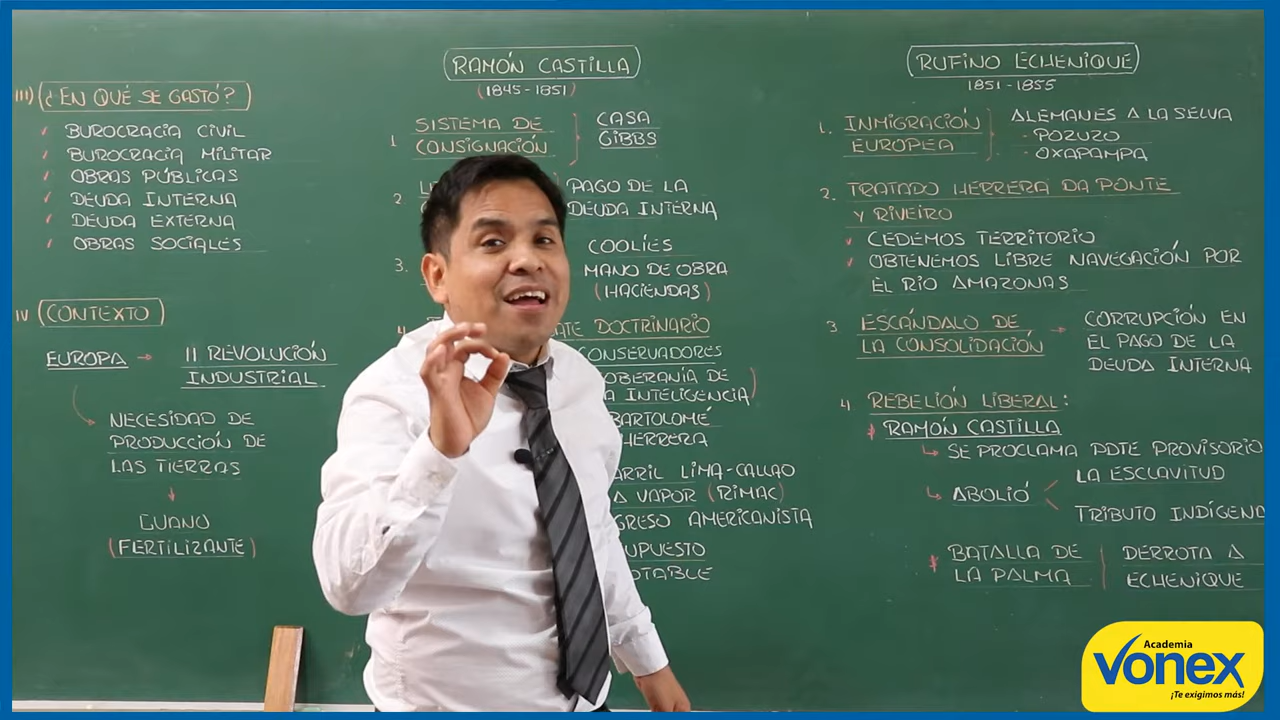 III) (¿EN QUÉ SE GASTÓ?)
✓ BUROCRACIA CIVIL
✓ BUROCRACIA MILITAR
✓ OBRAS PÚBLICAS
✓ DEUDA INTERNA
✓ DEUDA EXTERNA
✓ OBRAS SOCIALES
IV (CONTEXTO)
EUROPA → II REVOLUCIÓN
INDUSTRIAL
NECESIDAD DE
PRODUCCIÓN DE
LAS TIERRAS
GUANO
(FERTILIZANTE)
RAMÓN CASTILLA
(1845-1851)
1. SISTEMA DE
CONSIGNACIÓN
CASA
GIBBS
2.
PAGO DE LA
DEUDA INTERNA
3.
COOLÍES
MANO DE OBRA
(HACIENDAS)
4
DOCTRINARIO
CONSERVADORES
DE
INTELIGENCIA)
BARTOLOMÉ
HERRERA
LIMA-CALLAO
A VAPOR (RIMAC)
AMERICANISTA
RUFINO ECHENIQUE
1851-1855
1. INMIGRACIÓN
EUROPEA
ALEMANES A LA SELVA
- POZUZO
- OXAPAMPA
2. TRATADO HERRERA DA PONTE
Y RIVEIRO
✓ CEDEMOS TERRITORIO
✓ OBTENEMOS LIBRE NAVEGACIÓN POR
EL RÍO AMAZONAS
3 ESCÁNDALO DE
LA CONSOLIDACIÓN
→ CORRUPCIÓN EN
EL PAGO DE LA
DEUDA INTERNA
4 REBELIÓN LIBERAL:
* RAMÓN CASTILLA
↳ SE PROCLAMA PDTE PROVISORIO
↳ ABOLIÓ < LA ESCLAVITUD
TRIBUTO INDÍGENA
* BATALLA DE
LA PALMA
DERROTA A
ECHENIQUE
Academia
Vonex
¡Te exigimos más!